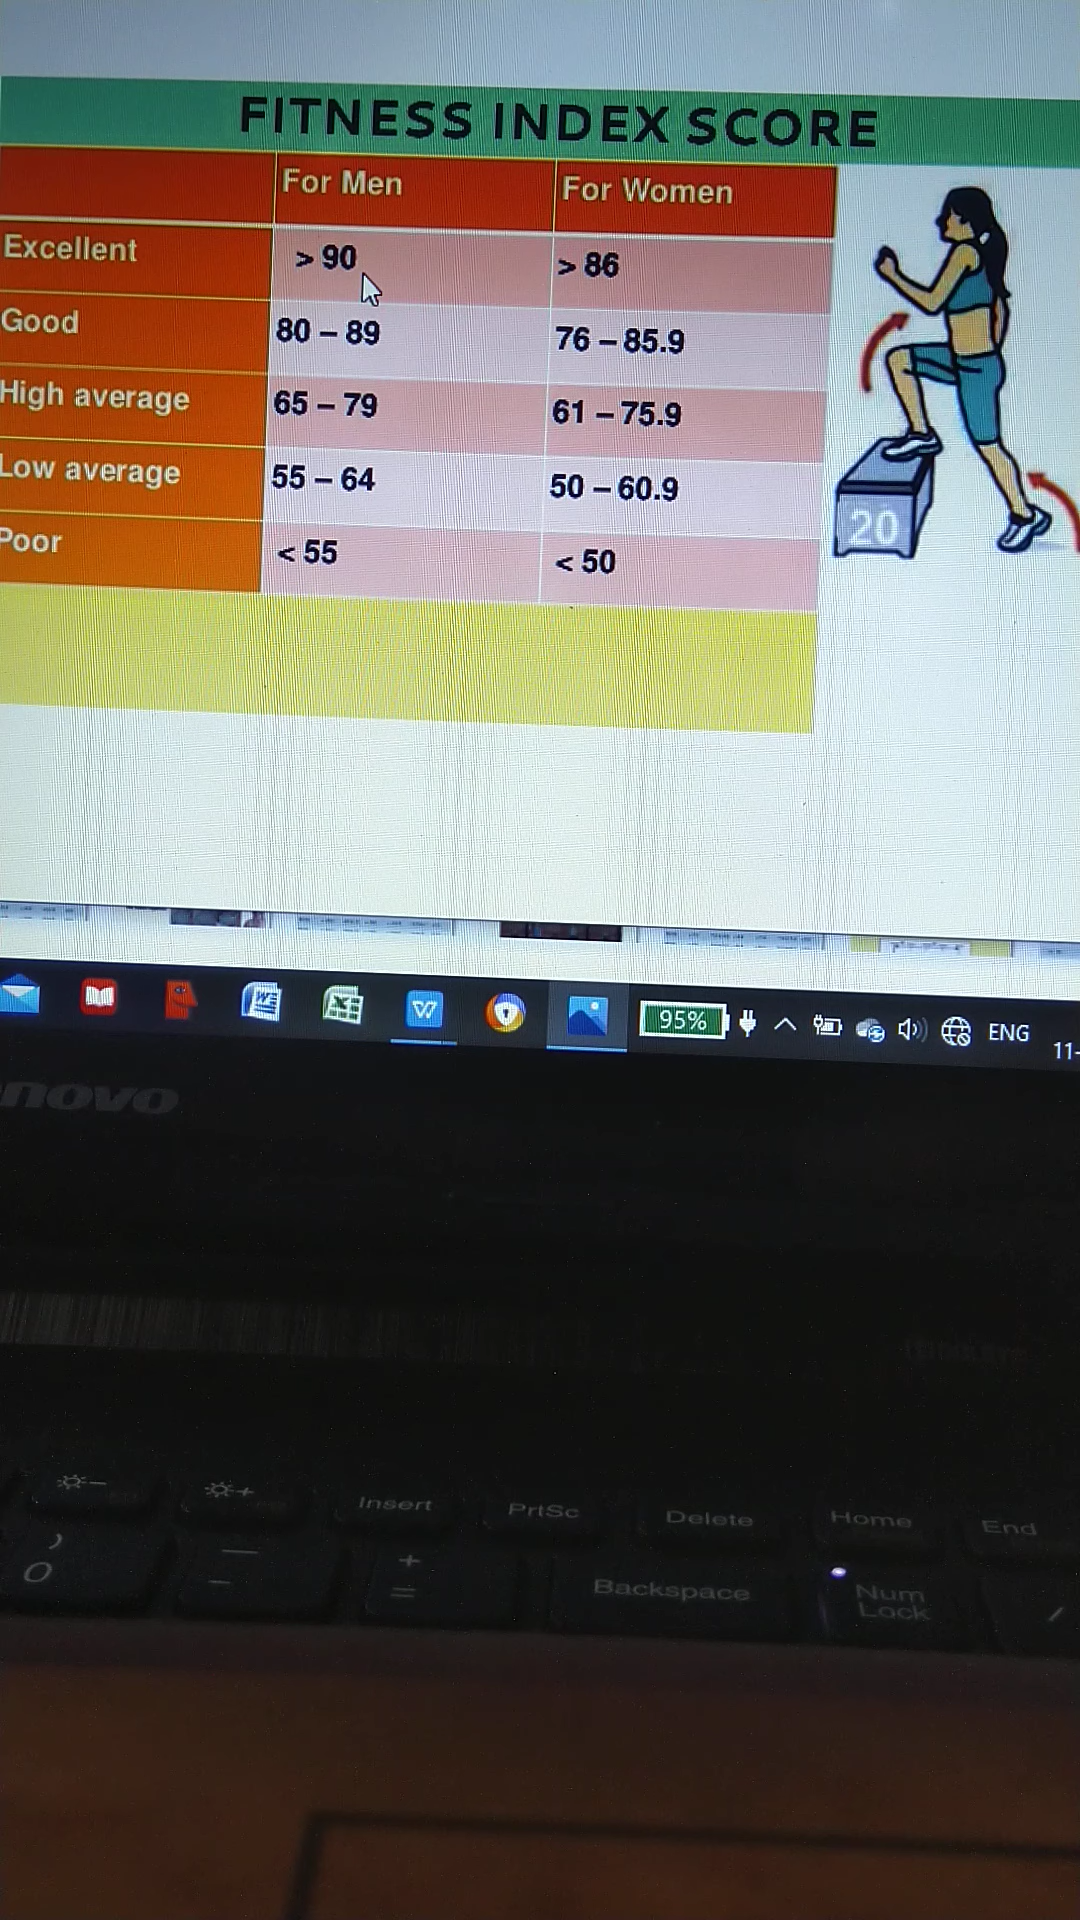 FITNESS INDEX SCORE
For Men For Women
Excellent > 90 > 86
Good 80 – 89 76 – 85.9
High average 65 – 79 61 – 75.9
Low average 55 – 64 50 – 60.9
Poor < 55 < 50
20
95% ENG
11-
novo
Insert PrtSc Delete Home End
) 0 — - + = Backspace Num Lock /